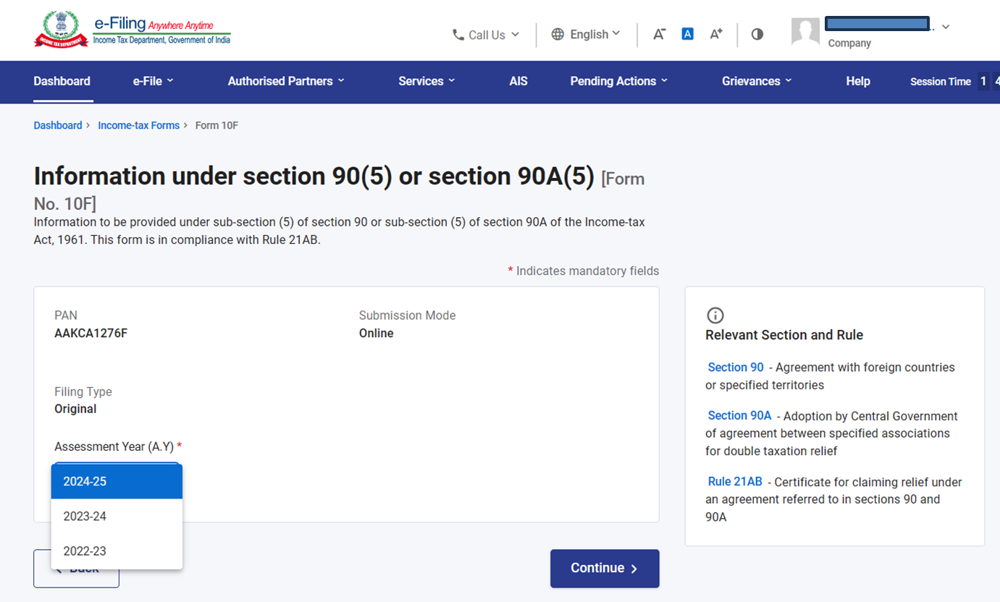 e-Filing Anywhere Anytime
INCOME TAX DEPARTMENT
Income Tax Department, Government of India
Call Us
English
A-
A
A+
Company
Dashboard
e-File
Authorised Partners
Services
AIS
Pending Actions
Grievances
Help
Session Time 1 4
Dashboard > Income-tax Forms > Form 10F
Information under section 90(5) or section 90A(5) [Form
No. 10F]
Information to be provided under sub-section (5) of section 90 or sub-section (5) of section 90A of the Income-tax
Act, 1961. This form is in compliance with Rule 21AB.
* Indicates mandatory fields
PAN
AAKCA1276F
Submission Mode
Online
Filing Type
Original
Assessment Year (A.Y) *
2024-25
2023-24
2022-23
Back
Continue >
Relevant Section and Rule
Section 90 - Agreement with foreign countries
or specified territories
Section 90A - Adoption by Central Government
of agreement between specified associations
for double taxation relief
Rule 21AB - Certificate for claiming relief under
an agreement referred to in sections 90 and
90A